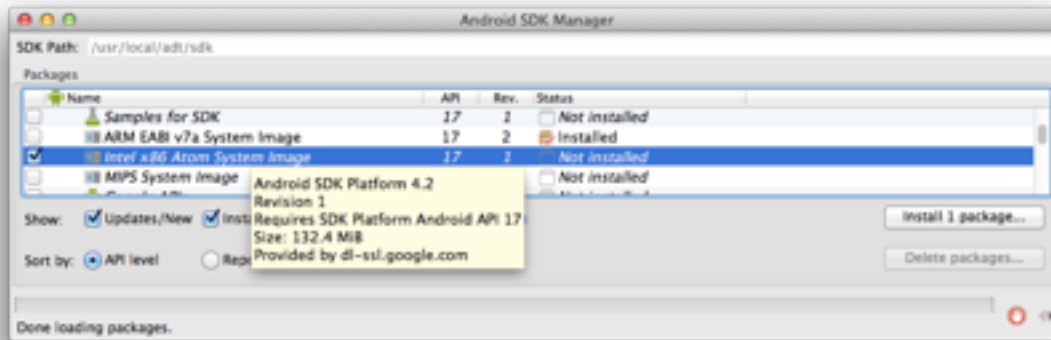 Android SDK Manager
SDK Path: /usr/local/adt/sdk
Packages
Name API Rev. Status
Samples for SDK 17 1 Not installed
ARM EABI v7a System Image 17 2 Installed
Intel x86 Atom System Image 17 1 Not installed
MIPS System Image Not installed
Android SDK Platform 4.2
Revision 1
Requires SDK Platform Android API 17
Size: 132.4 MiB
Provided by dl-ssl.google.com
Show: Updates/New Install 1 package...
Sort by: API level Delete packages...
Done loading packages.